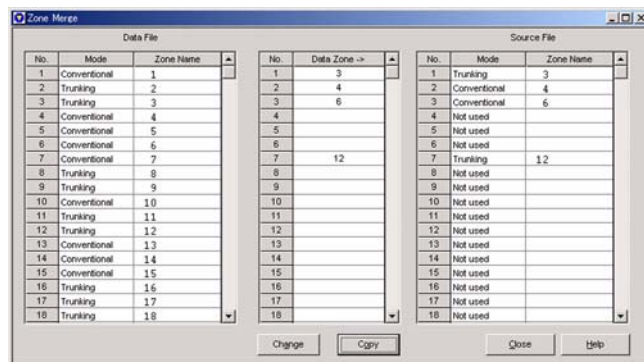 Zone Merge
Data File
Source File
No. Mode Zone Name
No. Data Zone ->
No. Mode Zone Name
1 Conventional 1 1 3 1 Trunking 3
2 Trunking 2 2 4 2 Conventional 4
3 Trunking 3 3 6 3 Conventional 6
4 Conventional 4 4 4 Not used
5 Conventional 5 5 5 Not used
6 Conventional 6 6 6 Not used
7 Conventional 7 7 12 7 Trunking 12
8 Trunking 8 8 8 Not used
9 Trunking 9 9 9 Not used
10 Conventional 10 10 10 Not used
11 Trunking 11 11 11 Not used
12 Trunking 12 12 12 Not used
13 Conventional 13 13 13 Not used
14 Conventional 14 14 14 Not used
15 Conventional 15 15 15 Not used
16 Trunking 16 16 16 Not used
17 Trunking 17 17 17 Not used
18 Trunking 18 18 18 Not used
Change Copy Close Help